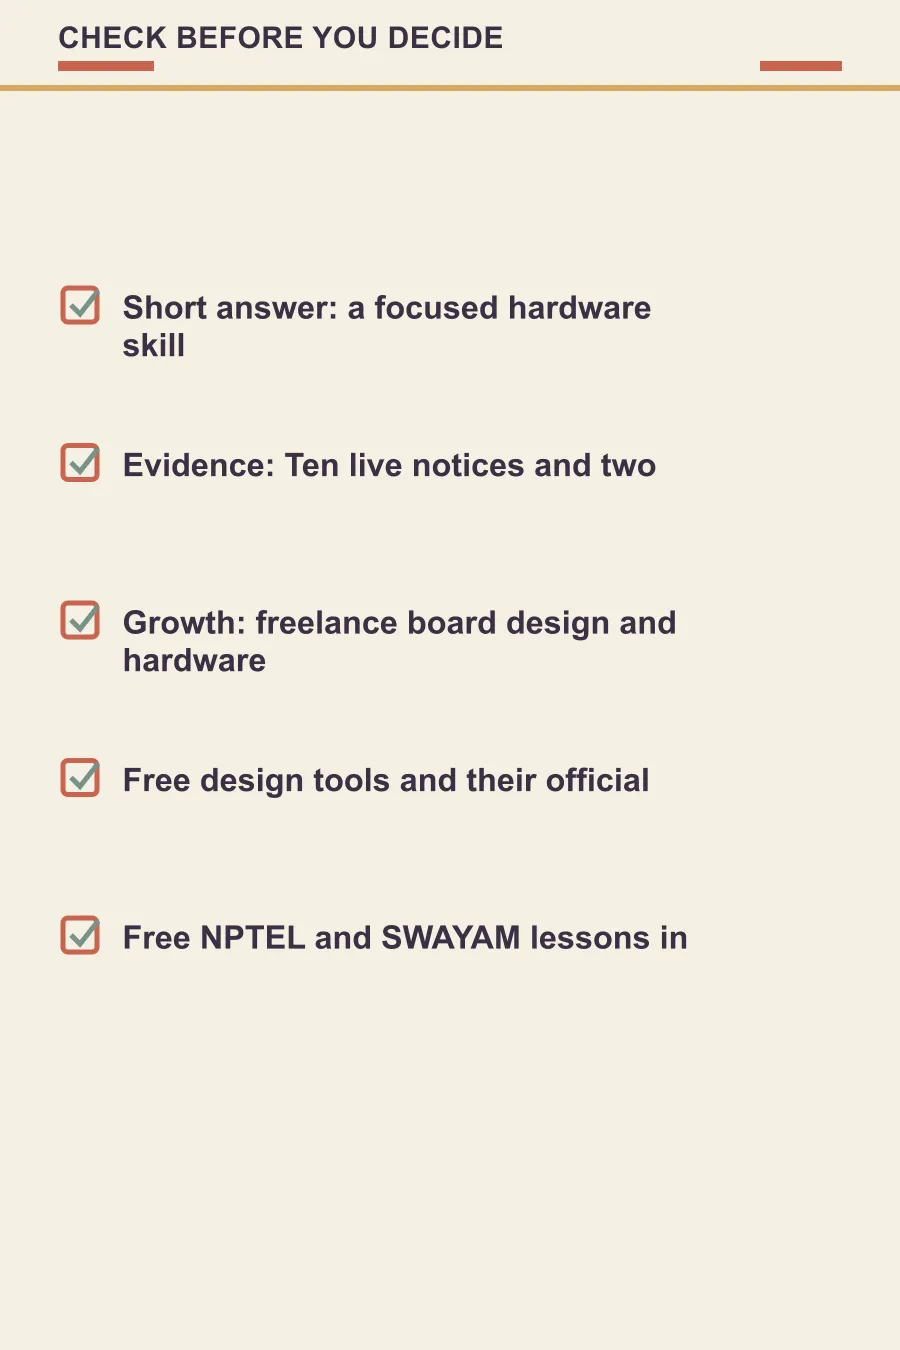 CHECK BEFORE YOU DECIDE
Short answer: a focused hardware
skill
Evidence: Ten live notices and two
Growth: freelance board design and
hardware
Free design tools and their official
Free NPTEL and SWAYAM lessons in